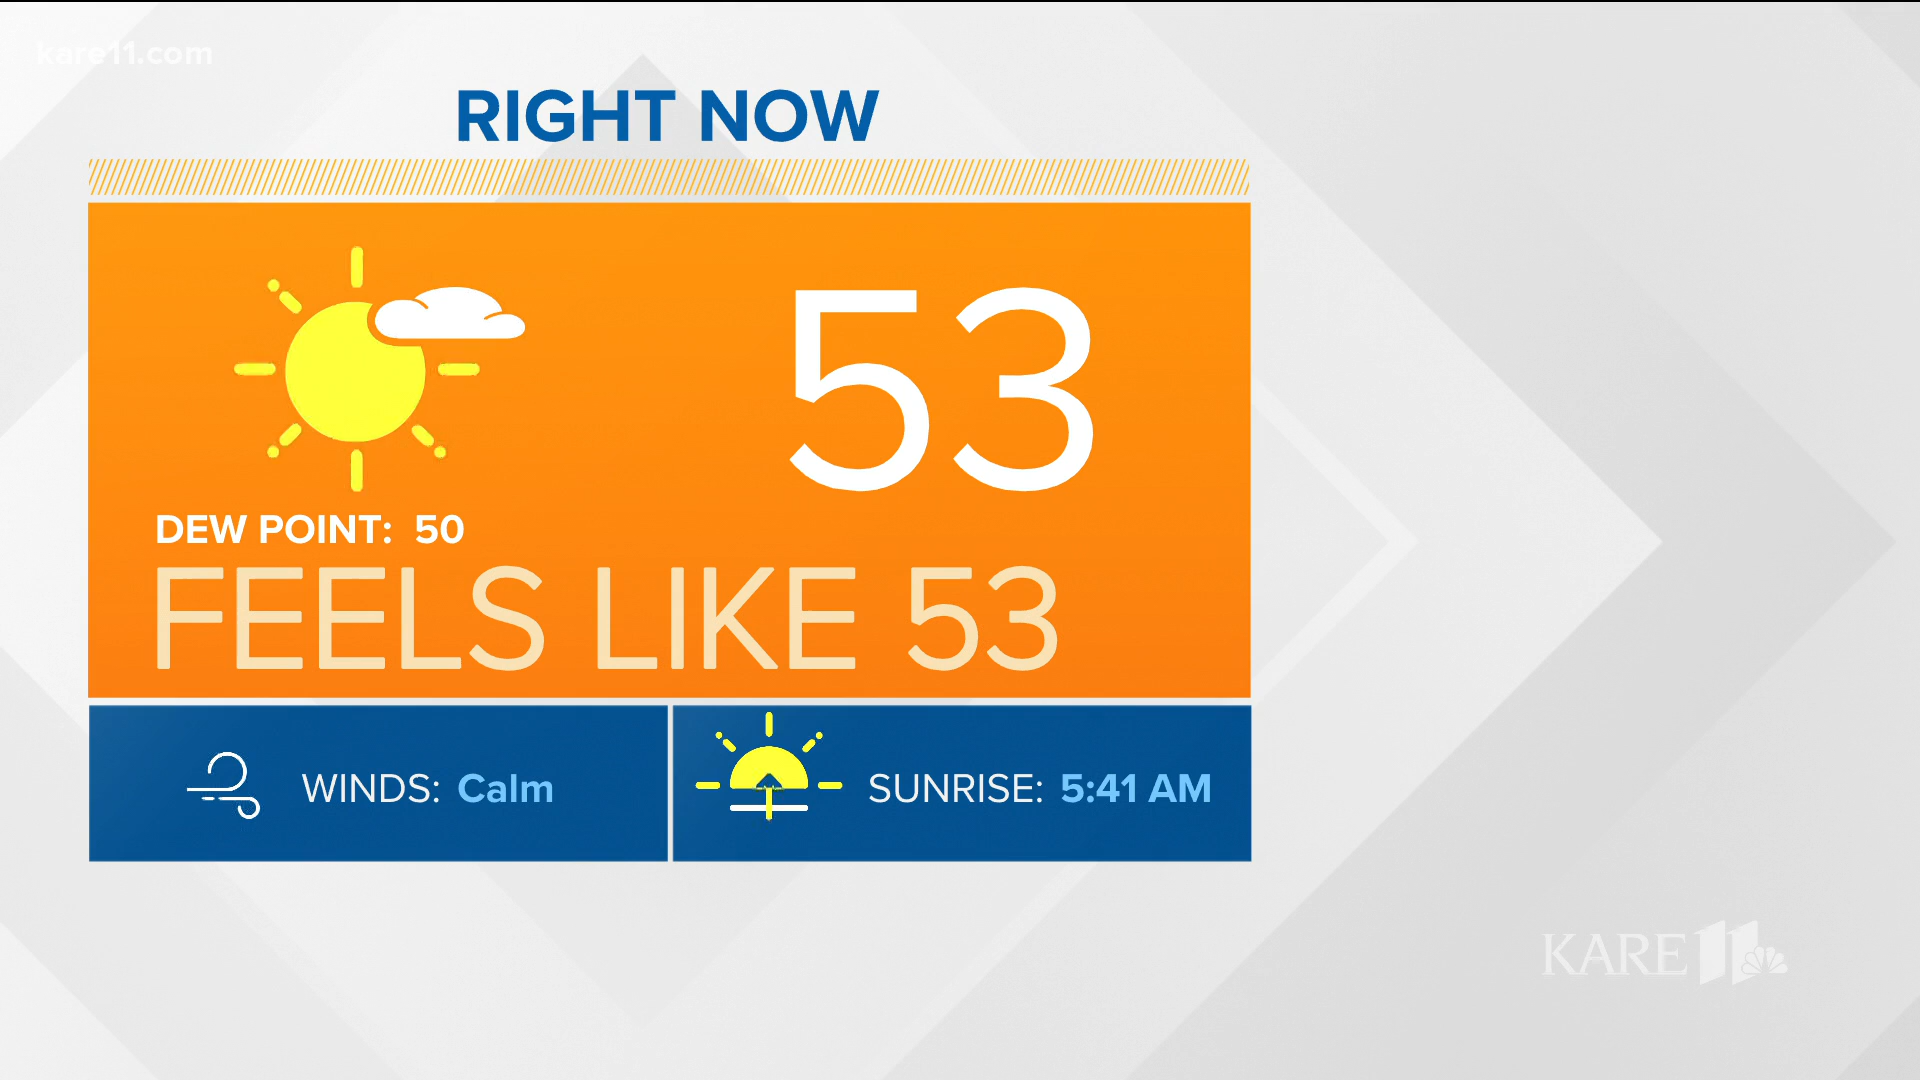 kare11.com
RIGHT NOW
53
DEW POINT: 50
FEELS LIKE 53
WINDS: Calm
SUNRISE: 5:41 AM
KARE 11